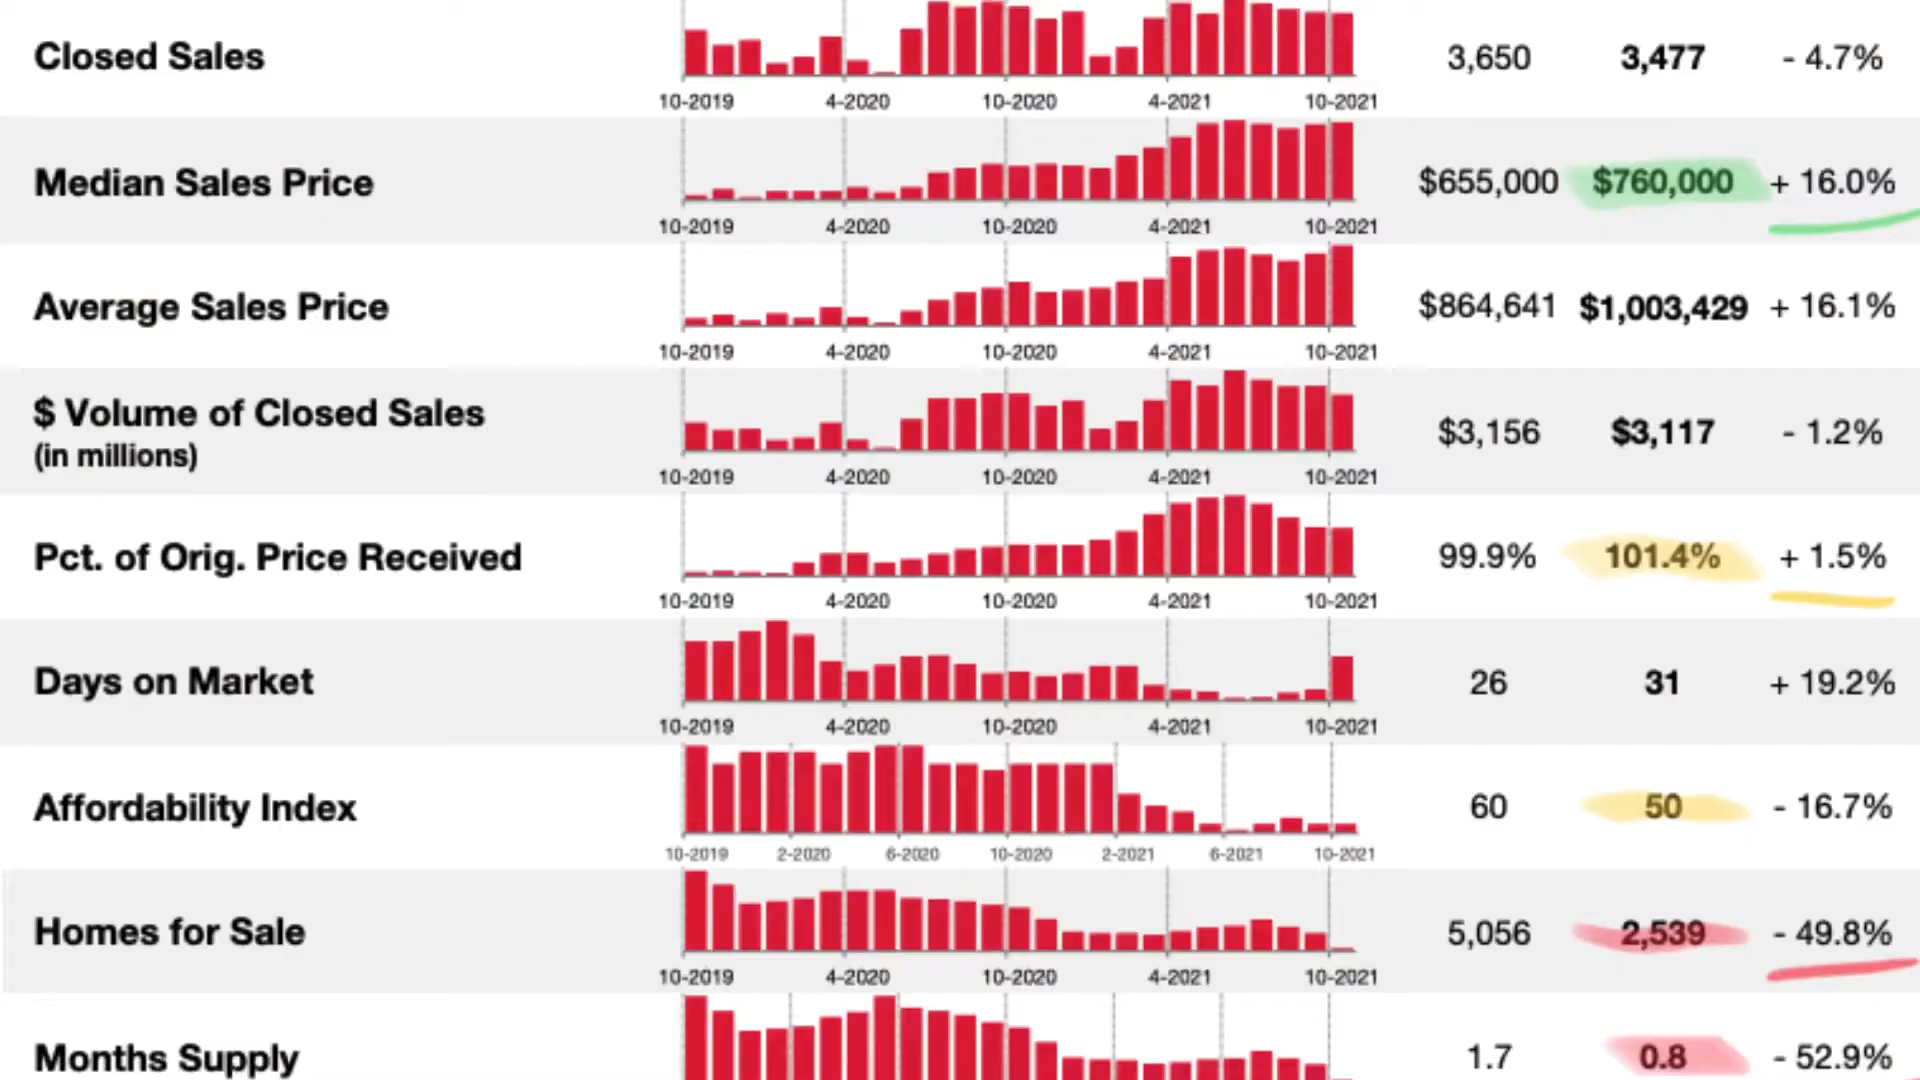 Closed Sales 3,650 3,477 - 4.7%
10-2019 4-2020 10-2020 4-2021 10-2021
Median Sales Price $655,000 $760,000 + 16.0%
10-2019 4-2020 10-2020 4-2021 10-2021
Average Sales Price $864,641 $1,003,429 + 16.1%
10-2019 4-2020 10-2020 4-2021 10-2021
$ Volume of Closed Sales $3,156 $3,117 - 1.2%
(in millions)
10-2019 4-2020 10-2020 4-2021 10-2021
Pct. of Orig. Price Received 99.9% 101.4% + 1.5%
10-2019 4-2020 10-2020 4-2021 10-2021
Days on Market 26 31 + 19.2%
10-2019 4-2020 10-2020 4-2021 10-2021
Affordability Index 60 50 - 16.7%
10-2019 2-2020 6-2020 10-2020 2-2021 6-2021 10-2021
Homes for Sale 5,056 2,539 - 49.8%
10-2019 4-2020 10-2020 4-2021 10-2021
Months Supply 1.7 0.8 - 52.9%